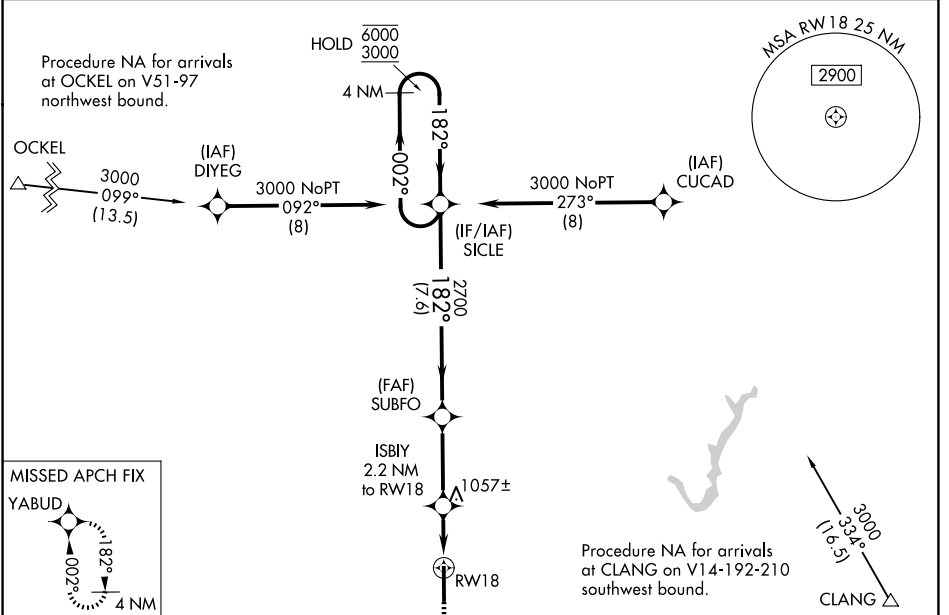 Procedure NA for arrivals
at OCKEL on V51-97
northwest bound.
HOLD
6000
3000
4 NM
182°
002°
MSA RW18 25 NM
2900
OCKEL
3000
099°
(13.5)
(IAF)
DIYEG
3000 NoPT
092°
(8)
(IF/IAF)
SICLE
3000 NoPT
273°
(8)
(IAF)
CUCAD
2700
182°
(7.6)
(FAF)
SUBFO
ISBIY
2.2 NM
to RW18
1057±
RW18
MISSED APCH FIX
YABUD
182°
002°
4 NM
Procedure NA for arrivals
at CLANG on V14-192-210
southwest bound.
3000
334°
(16.5)
CLANG